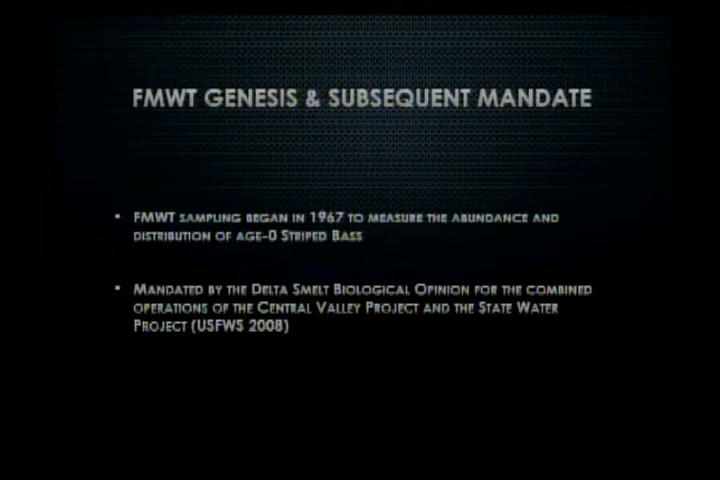 FMWT GENESIS & SUBSEQUENT MANDATE
▪ FMWT SAMPLING BEGAN IN 1967 TO MEASURE THE ABUNDANCE AND
DISTRIBUTION OF AGE-0 STRIPED BASS
▪ MANDATED BY THE DELTA SMELT BIOLOGICAL OPINION FOR THE COMBINED
OPERATIONS OF THE CENTRAL VALLEY PROJECT AND THE STATE WATER
PROJECT (USFWS 2008)